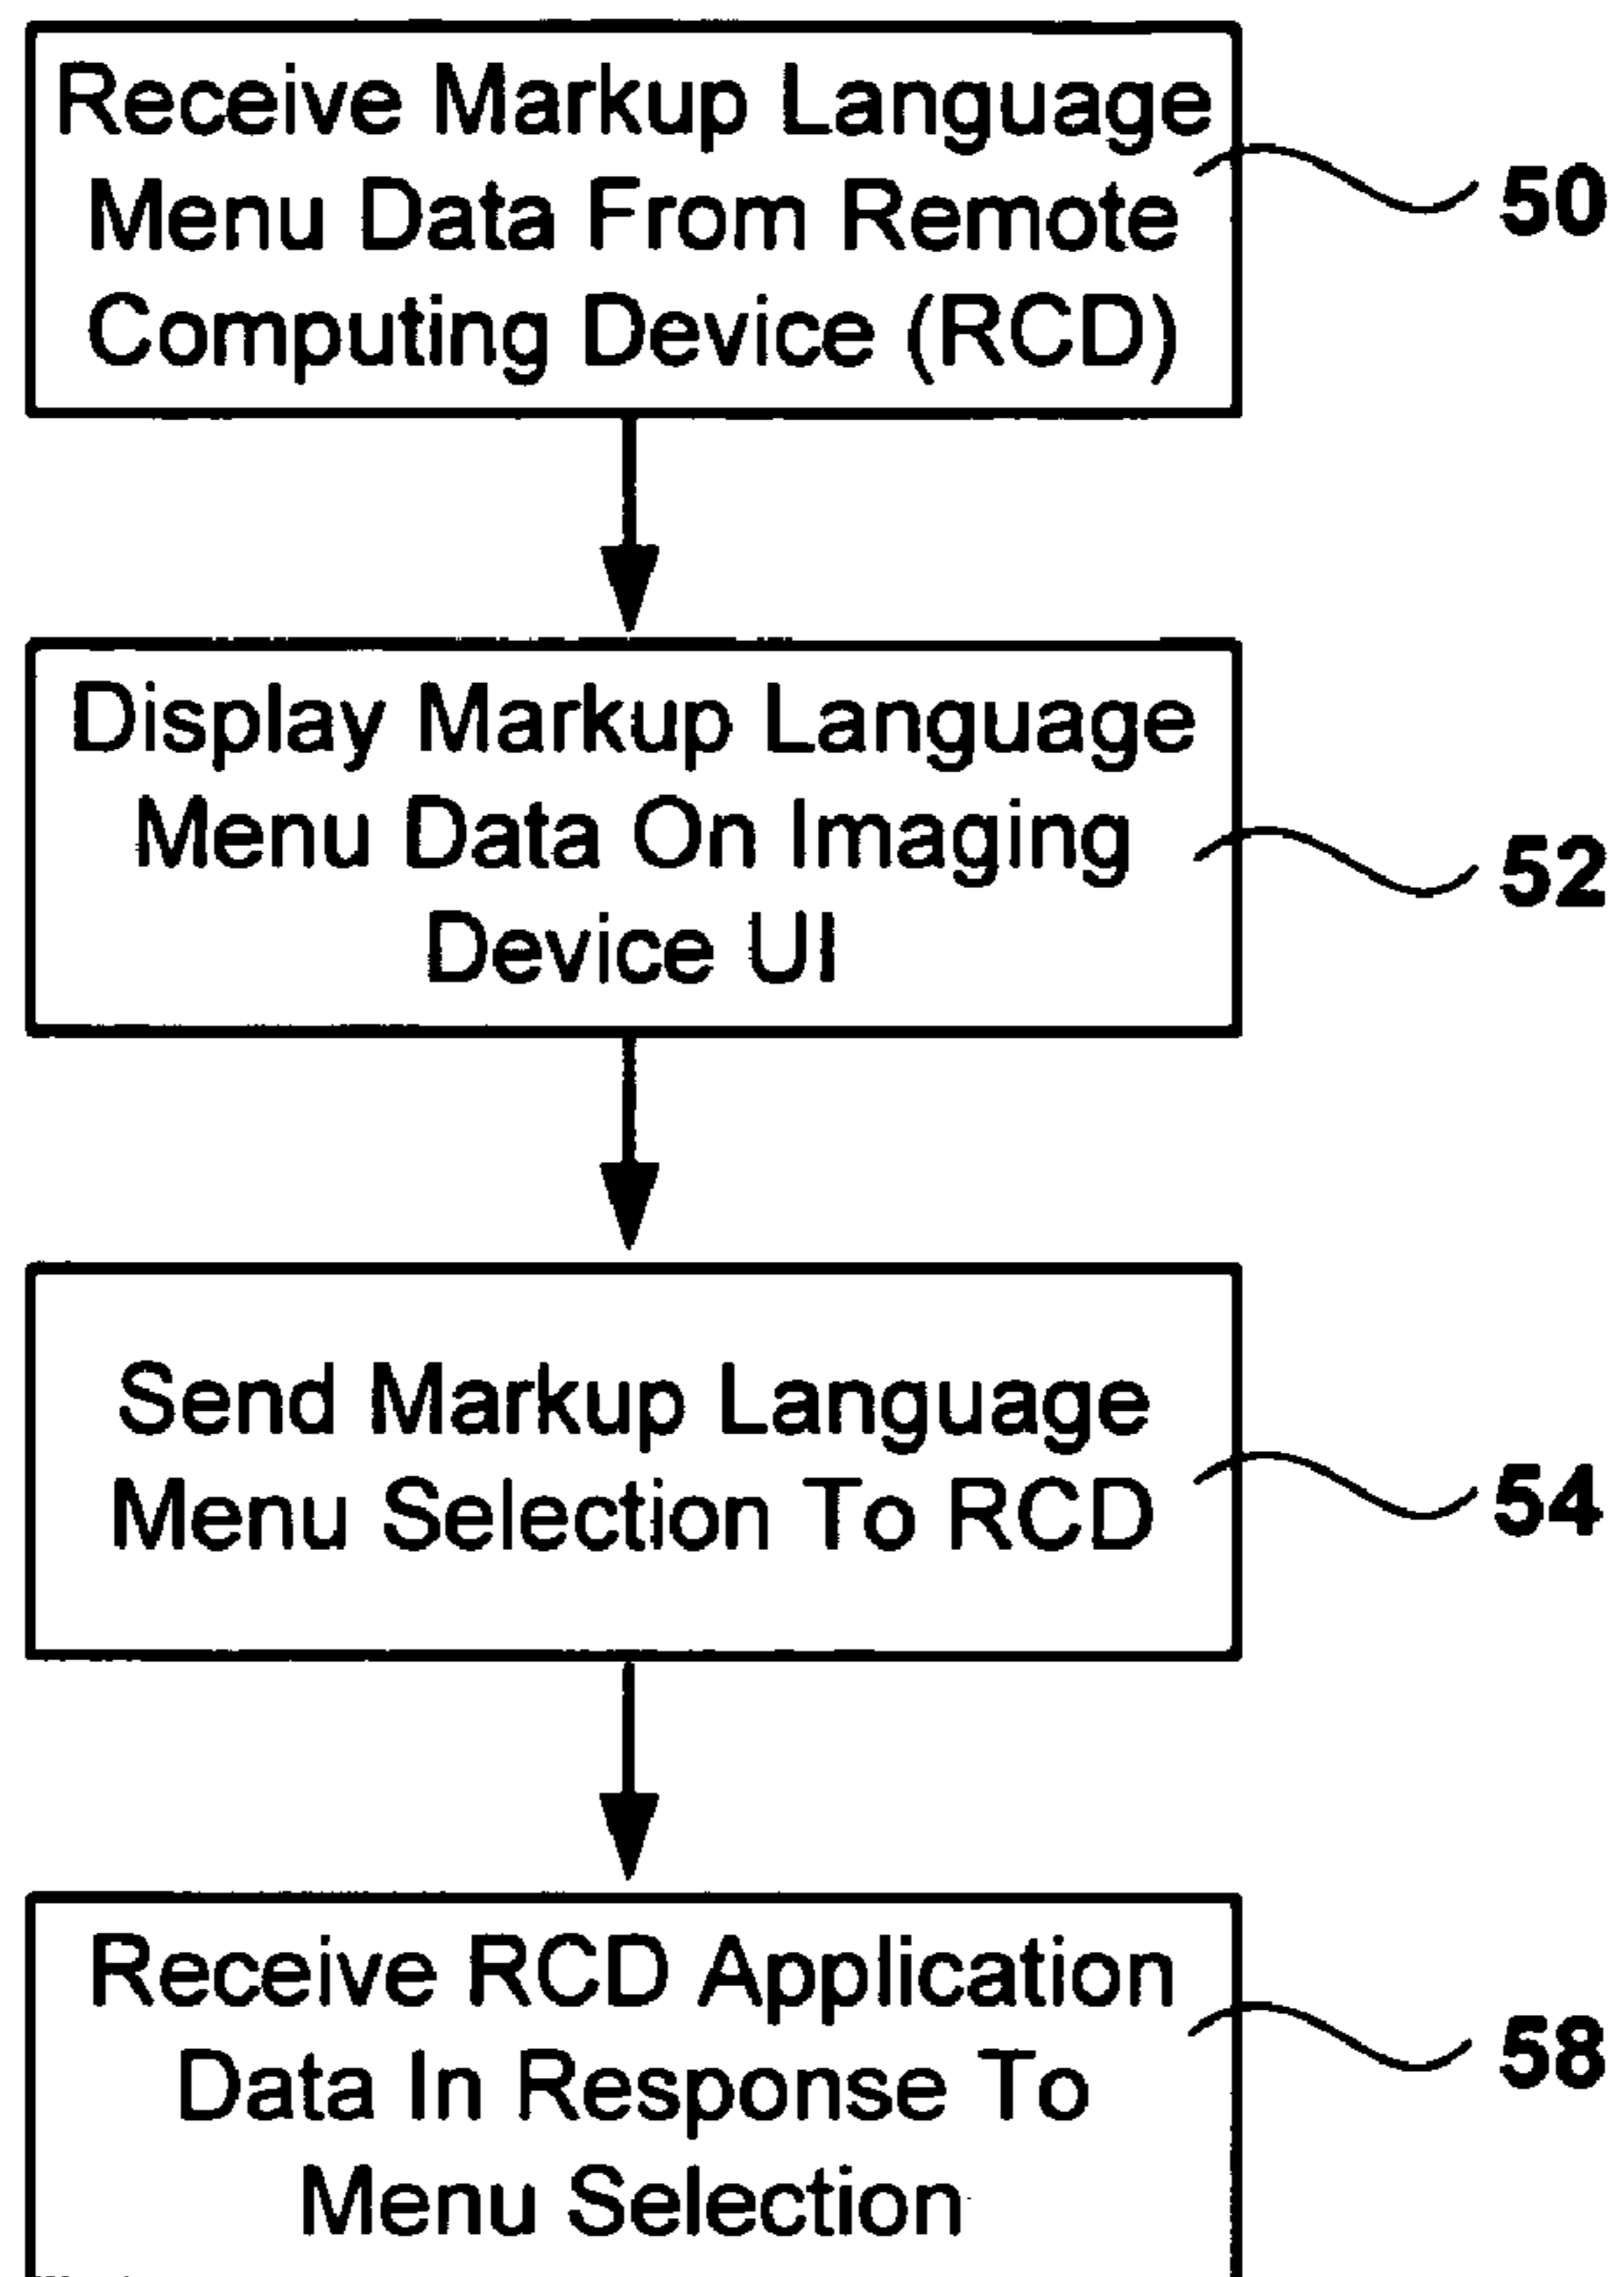 Receive Markup Language
Menu Data From Remote
Computing Device (RCD)
50
Display Markup Language
Menu Data On Imaging
Device UI
52
Send Markup Language
Menu Selection To RCD
54
Receive RCD Application
Data In Response To
Menu Selection
58